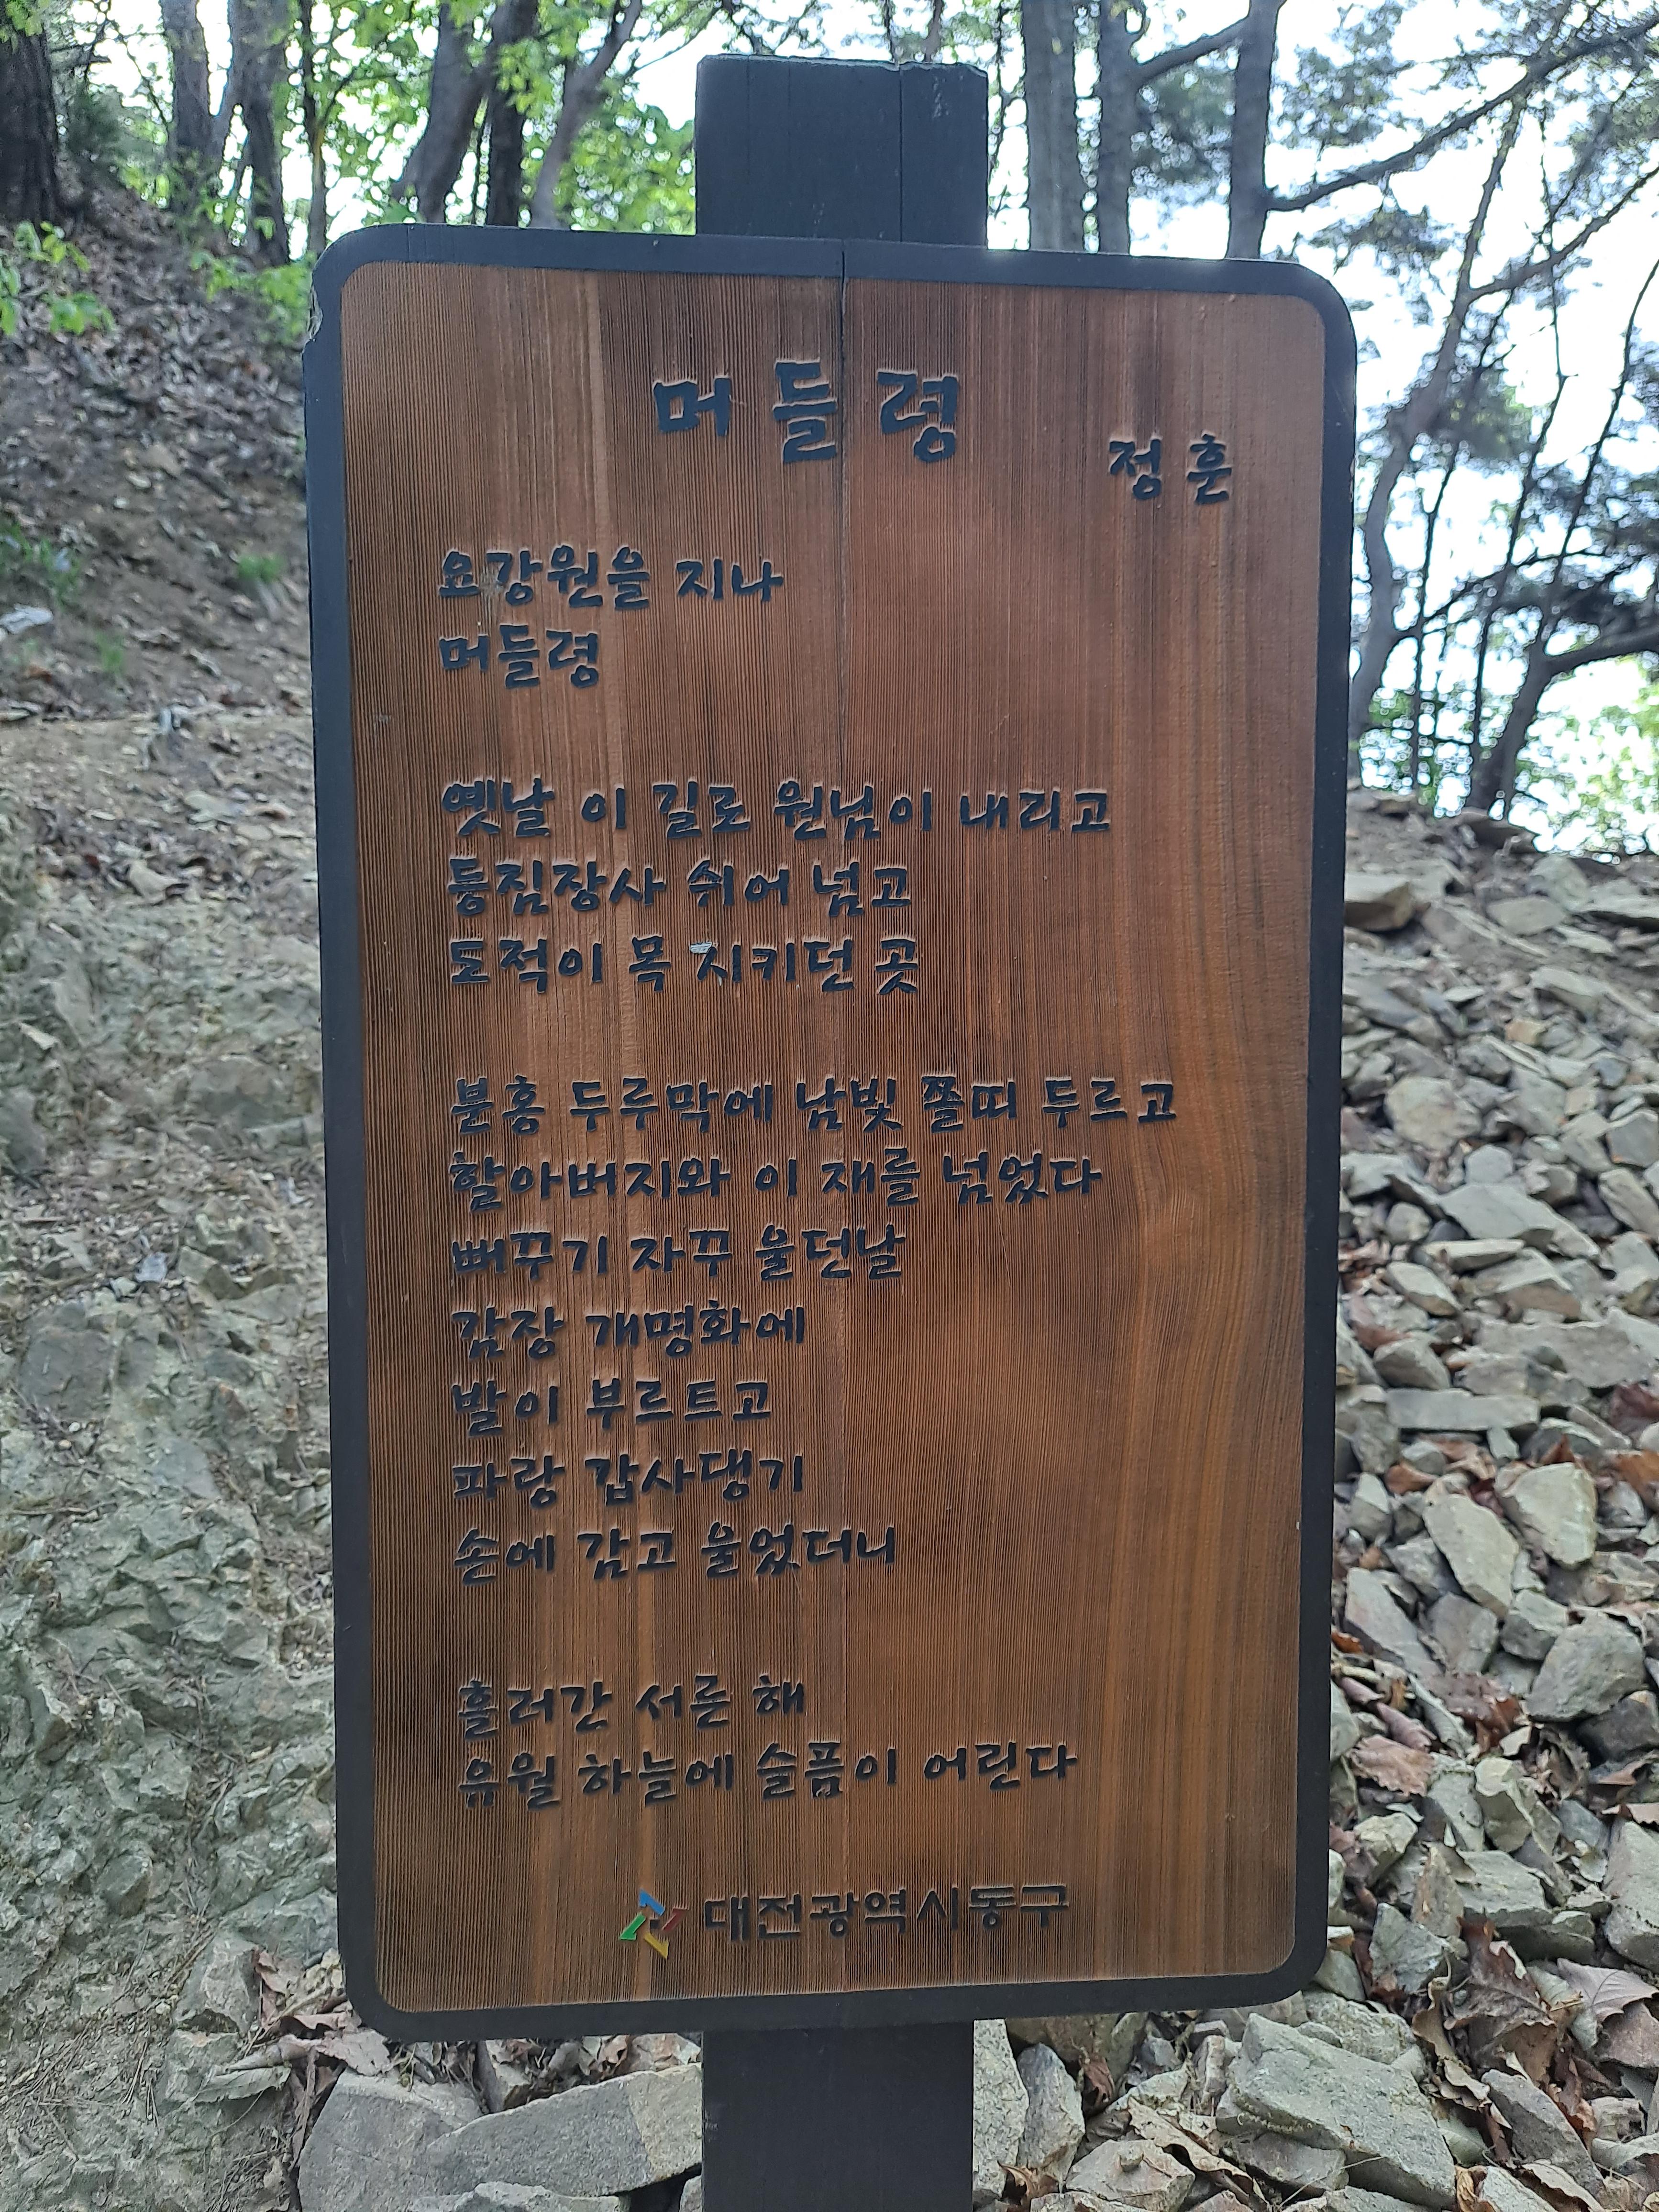 머들령
정훈
요강원을 지나
머들령
옛날 이 길로 원님이 내리고
등짐장사 쉬어 넘고
도적이 목 지키던 곳
분홍 두루막에 남빛 쫄띠 두르고
할아버지와 이 재를 넘었다
뻐꾸기 자꾸 울던날
감장 개명화에
발이 부르트고
파랑 갑사댕기
손에 감고 울었더니
흘러간 서른 해
유월 하늘에 슬픔이 어린다
대전광역시동구